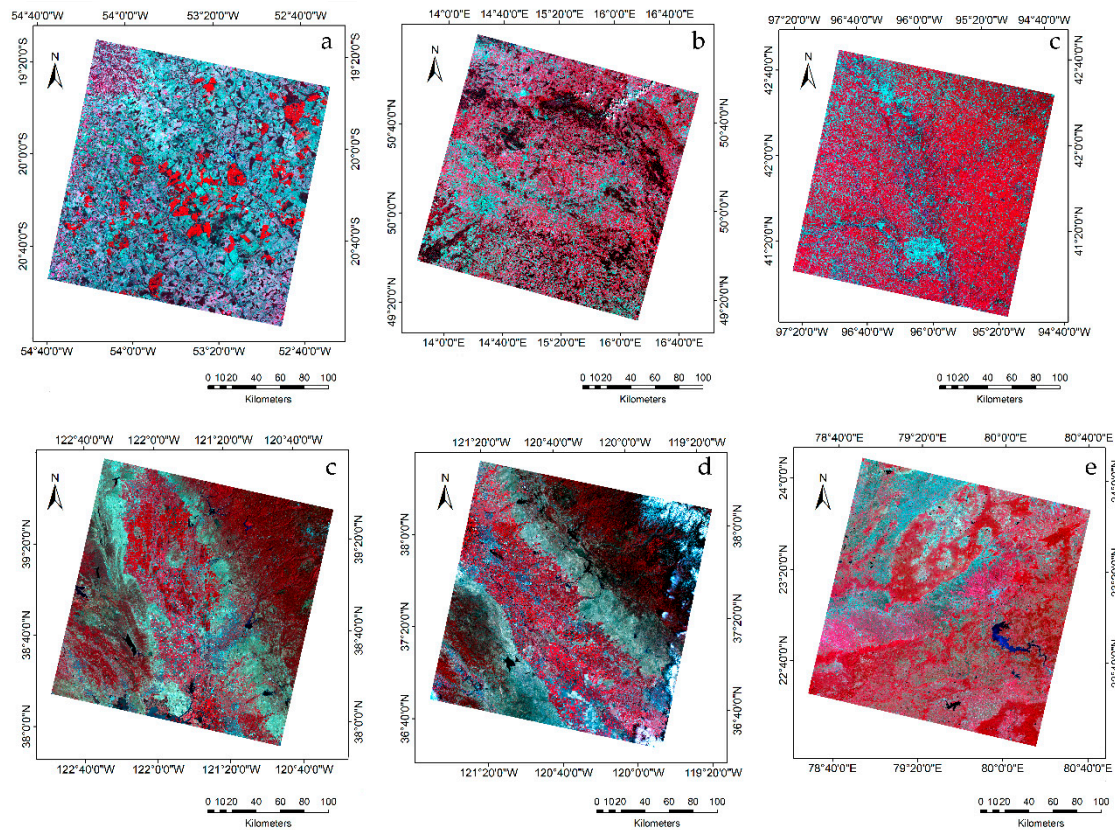 54°40'0"W 54°0'0"W 53°20'0"W 52°40'0"W
a
N
19°20'0"S 20°0'0"S 20°40'0"S
19°20'0"S 20°0'0"S 20°40'0"S
54°40'0"W 54°0'0"W 53°20'0"W 52°40'0"W
0 10 20 40 60 80 100
Kilometers
14°0'0"E 14°40'0"E 15°20'0"E 16°0'0"E 16°40'0"E
b
N
50°40'0"N 50°0'0"N 49°20'0"N
50°40'0"N 50°0'0"N 49°20'0"N
14°0'0"E 14°40'0"E 15°20'0"E 16°0'0"E 16°40'0"E
0 10 20 40 60 80 100
Kilometers
97°20'0"W 96°40'0"W 96°0'0"W 95°20'0"W 94°40'0"W
c
N
42°40'0"N 42°0'0"N 41°20'0"N
42°40'0"N 42°0'0"N 41°20'0"N
97°20'0"W 96°40'0"W 96°0'0"W 95°20'0"W 94°40'0"W
0 10 20 40 60 80 100
Kilometers
122°40'0"W 122°0'0"W 121°20'0"W 120°40'0"W
c
N
39°20'0"N 38°40'0"N 38°0'0"N
39°20'0"N 38°40'0"N 38°0'0"N
122°40'0"W 122°0'0"W 121°20'0"W 120°40'0"W
0 10 20 40 60 80 100
Kilometers
121°20'0"W 120°40'0"W 120°0'0"W 119°20'0"W
d
N
38°0'0"N 37°20'0"N 36°40'0"N
38°0'0"N 37°20'0"N 36°40'0"N
121°20'0"W 120°40'0"W 120°0'0"W 119°20'0"W
0 10 20 40 60 80 100
Kilometers
78°40'0"E 79°20'0"E 80°0'0"E 80°40'0"E
e
N
24°0'0"N 23°20'0"N 22°40'0"N
78°40'0"E 79°20'0"E 80°0'0"E 80°40'0"E
0 10 20 40 60 80 100
Kilometers